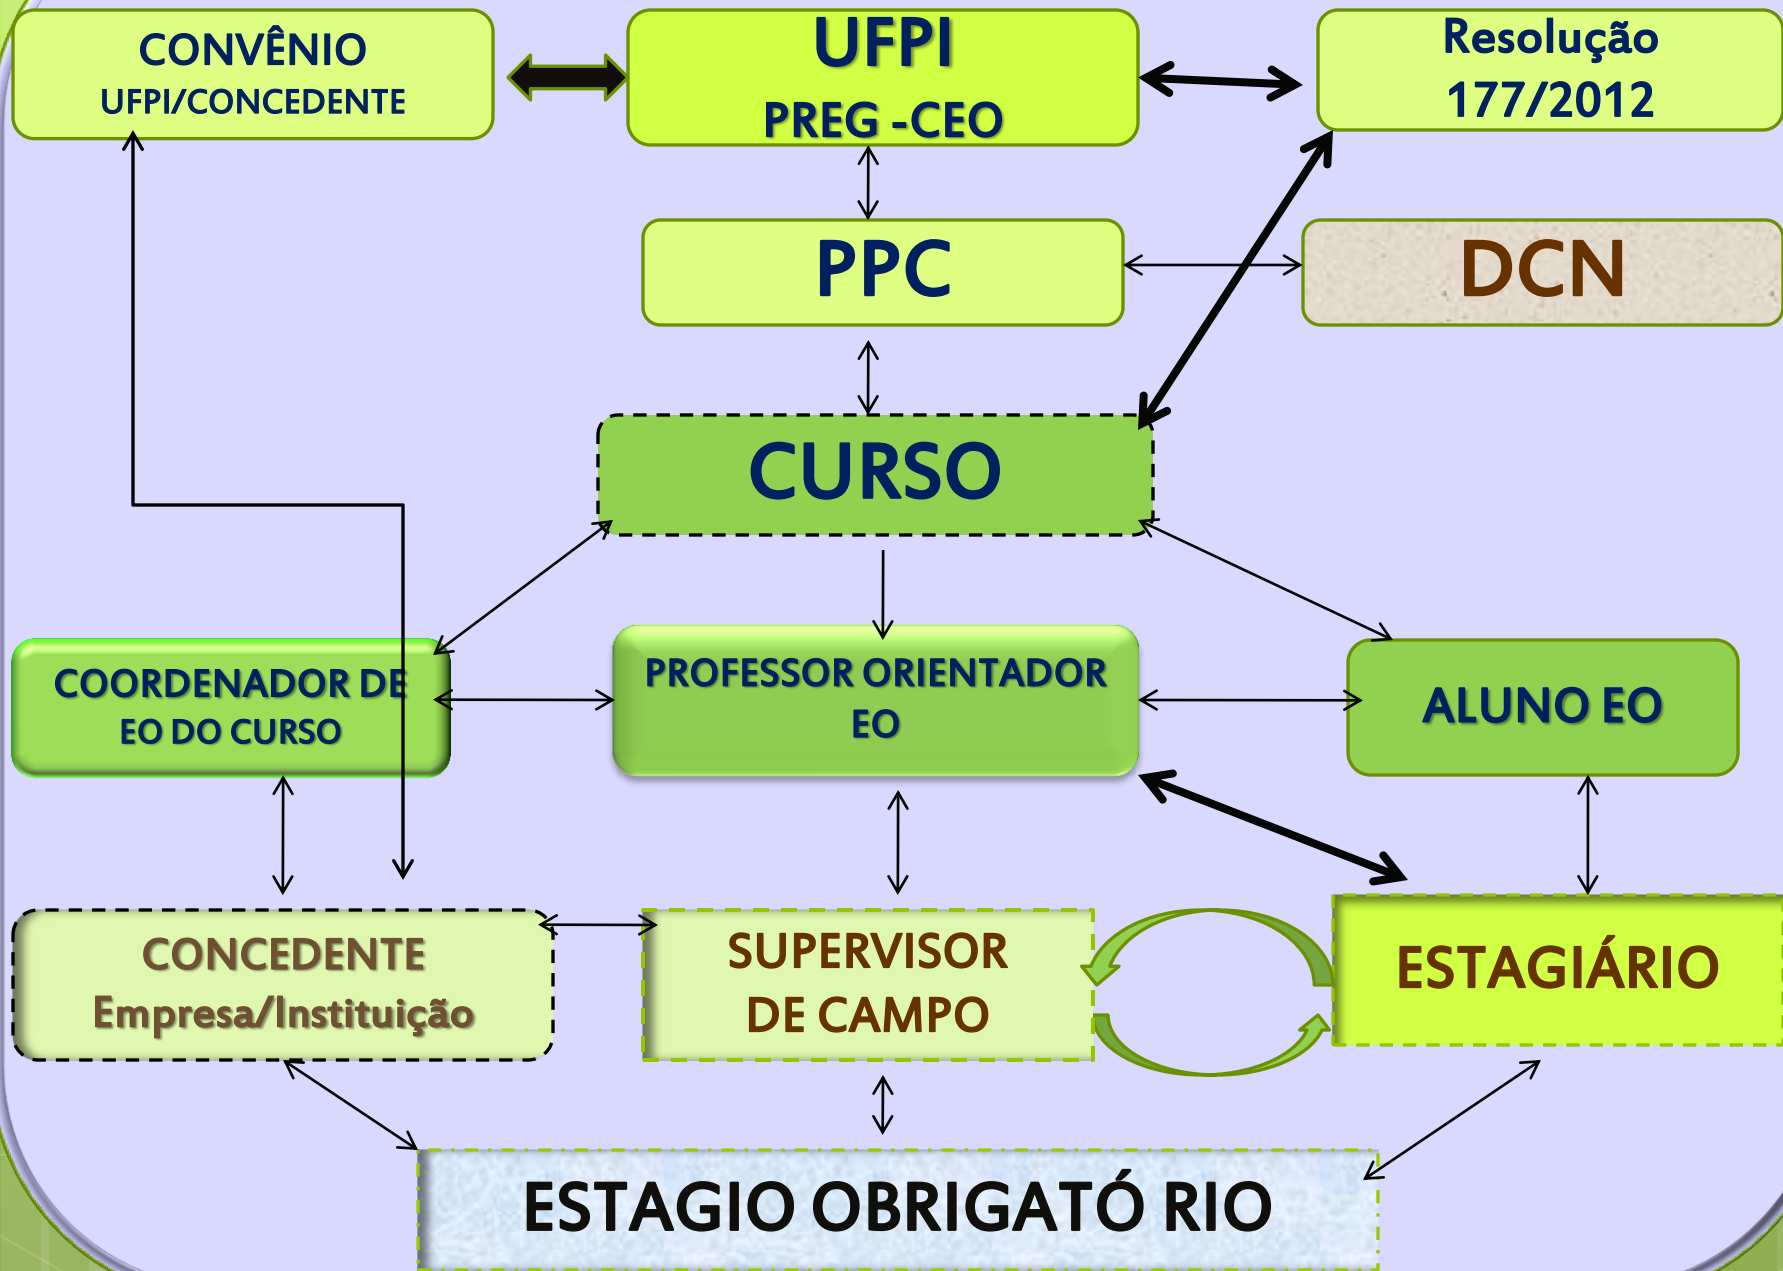 CONVÊNIO
UFPI/CONCEDENTE
UFPI
PREG -CEO
Resolução
177/2012
PPC
DCN
CURSO
COORDENADOR DE
EO DO CURSO
PROFESSOR ORIENTADOR
EO
ALUNO EO
CONCEDENTE
Empresa/Instituição
SUPERVISOR
DE CAMPO
ESTAGIÁRIO
ESTAGIO OBRIGATÓ RIO